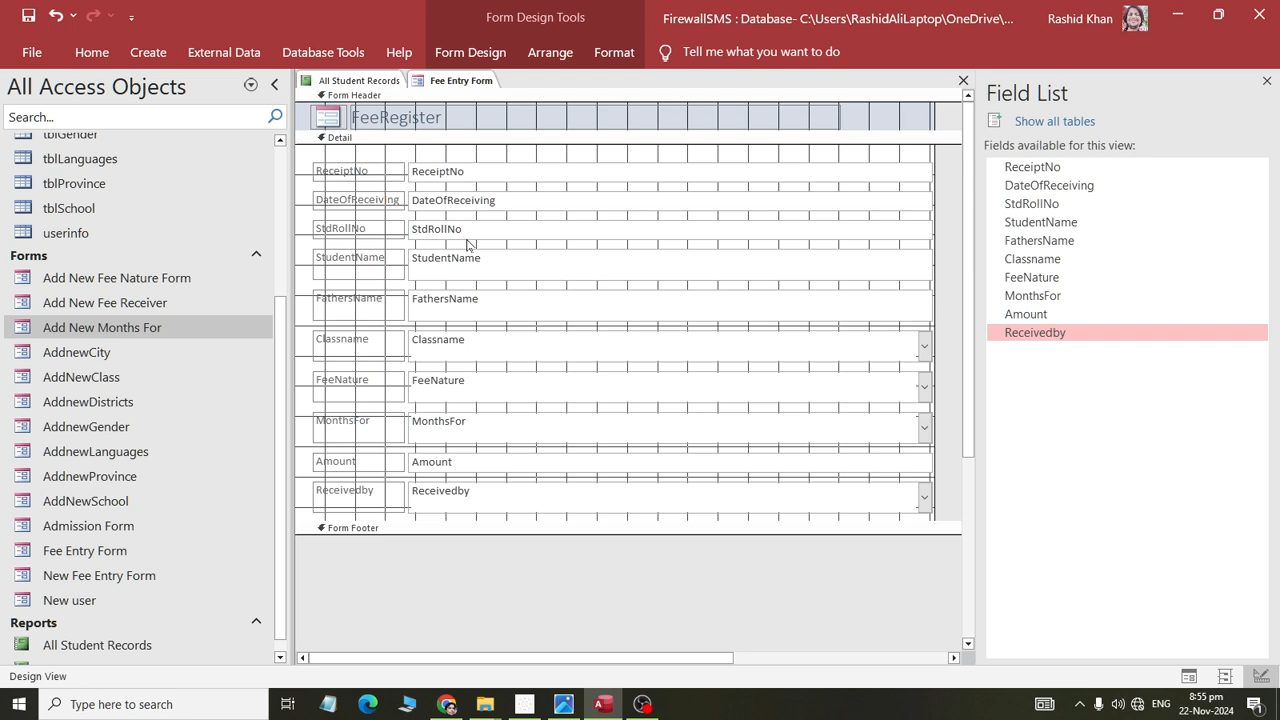 Form Design Tools
FirewallSMS : Database- C:\Users\RashidAliLaptop\OneDrive\...
Rashid Khan
File
Home
Create
External Data
Database Tools
Help
Form Design
Arrange
Format
Tell me what you want to do
All Access Objects
Search...
tblGender
tblLanguages
tblProvince
tblSchool
userinfo
Forms
Add New Fee Nature Form
Add New Fee Receiver
Add New Months For
AddnewCity
AddNewClass
AddnewDistricts
AddnewGender
AddnewLanguages
AddnewProvince
AddNewSchool
Admission Form
Fee Entry Form
New Fee Entry Form
New user
Reports
All Student Records
All Student Records
Fee Entry Form
Form Header
FeeRegister
Detail
ReceiptNo ReceiptNo
DateOfReceiving DateOfReceiving
StdRollNo StdRollNo
StudentName StudentName
FathersName FathersName
Classname Classname
FeeNature FeeNature
MonthsFor MonthsFor
Amount Amount
Receivedby Receivedby
Form Footer
Field List
Show all tables
Fields available for this view:
ReceiptNo
DateOfReceiving
StdRollNo
StudentName
FathersName
Classname
FeeNature
MonthsFor
Amount
Receivedby
Design View
Type here to search
ENG
8:55 pm
22-Nov-2024